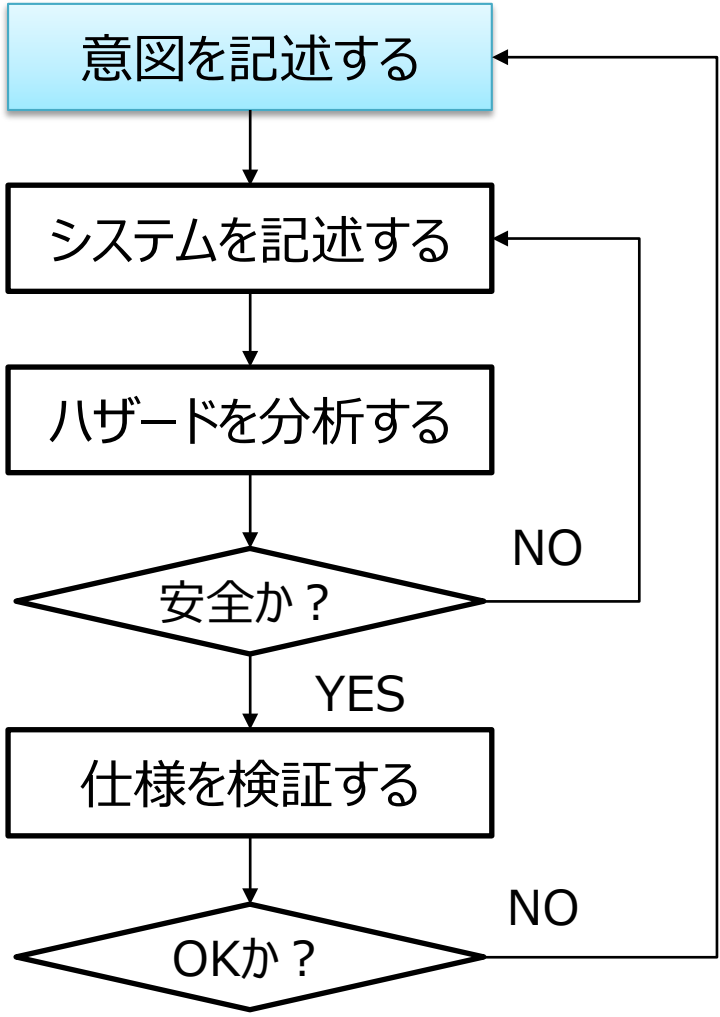 意図を記述する
システムを記述する
ハザードを分析する
NO
安全か？
YES
仕様を検証する
NO
OKか？